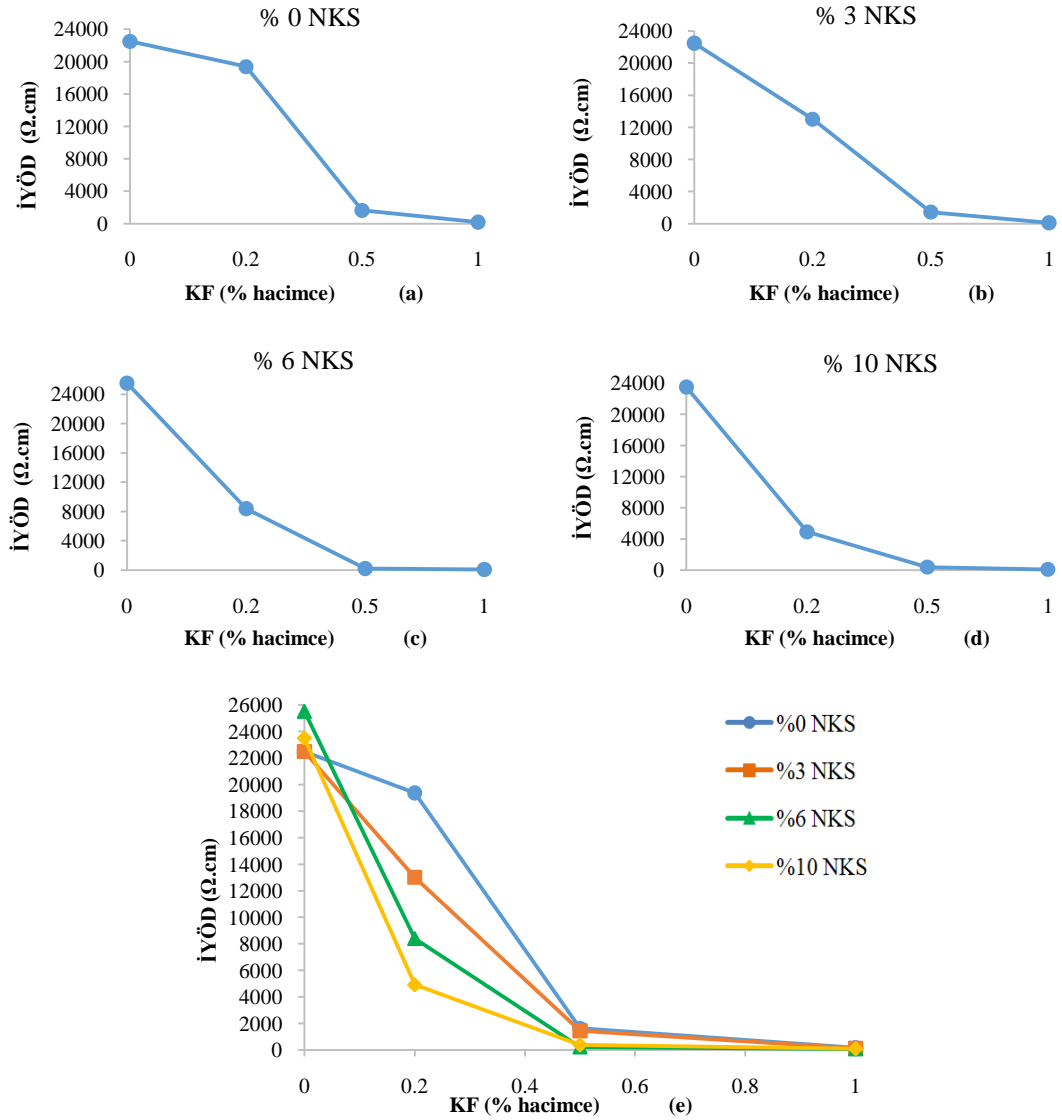 % 0 NKS
24000
20000
16000
12000
8000
4000
0
İYÖD (Ω.cm)
0 0.2 0.5 1
KF (% hacimce) (a)
% 3 NKS
24000
20000
16000
12000
8000
4000
0
İYÖD (Ω.cm)
0 0.2 0.5 1
KF (% hacimce) (b)
% 6 NKS
24000
20000
16000
12000
8000
4000
0
İYÖD (Ω.cm)
0 0.2 0.5 1
KF (% hacimce) (c)
% 10 NKS
24000
20000
16000
12000
8000
4000
0
İYÖD (Ω.cm)
0 0.2 0.5 1
KF (% hacimce) (d)
26000
24000
22000
20000
18000
16000
14000
12000
10000
8000
6000
4000
2000
0
İYÖD (Ω.cm)
0 0.2 0.4 0.6 0.8 1
KF (% hacimce) (e)
%0 NKS
%3 NKS
%6 NKS
%10 NKS